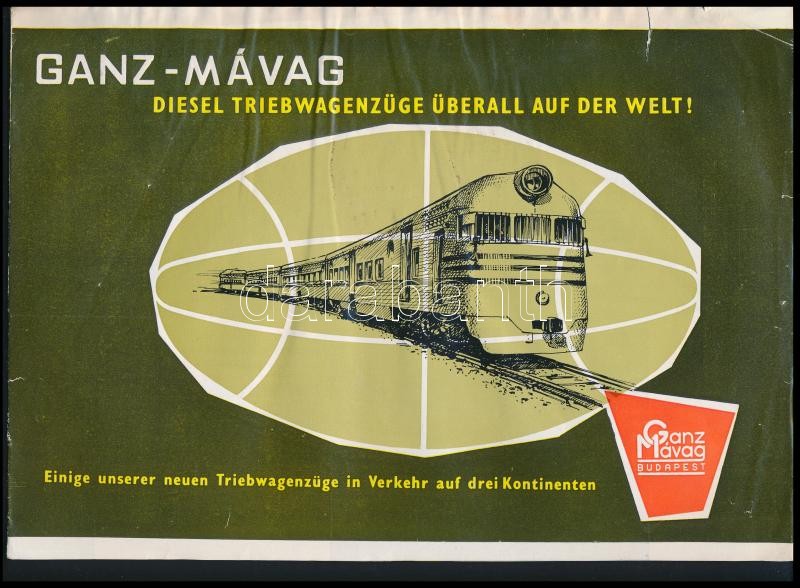 GANZ-MÁVAG
DIESEL TRIEBWAGENZÜGE ÜBERALL AUF DER WELT!
darabanth
Ganz
Mávag
BUDAPEST
Einige unserer neuen Triebwagenzüge in Verkehr auf drei Kontinenten